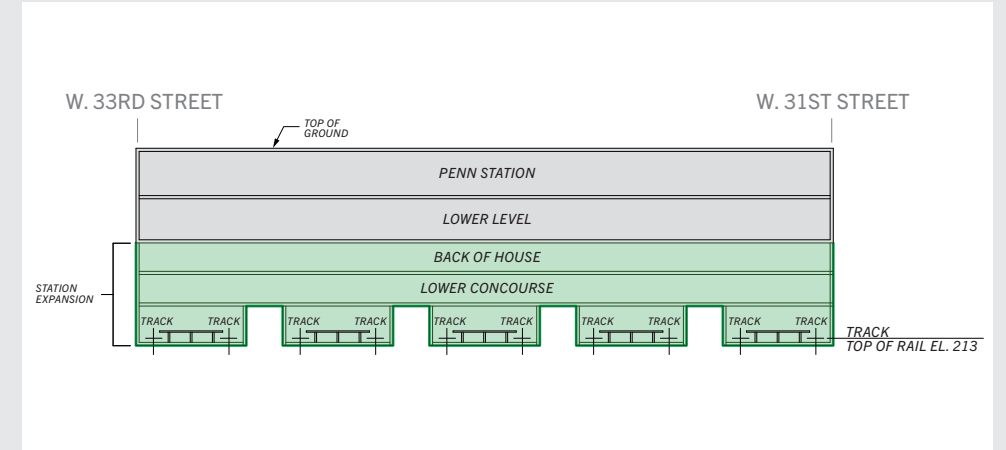 W. 33RD STREET
W. 31ST STREET
TOP OF
GROUND
PENN STATION
LOWER LEVEL
BACK OF HOUSE
LOWER CONCOURSE
STATION
EXPANSION
TRACK TRACK TRACK TRACK TRACK TRACK TRACK TRACK TRACK TRACK
TRACK
TOP OF RAIL EL. 213